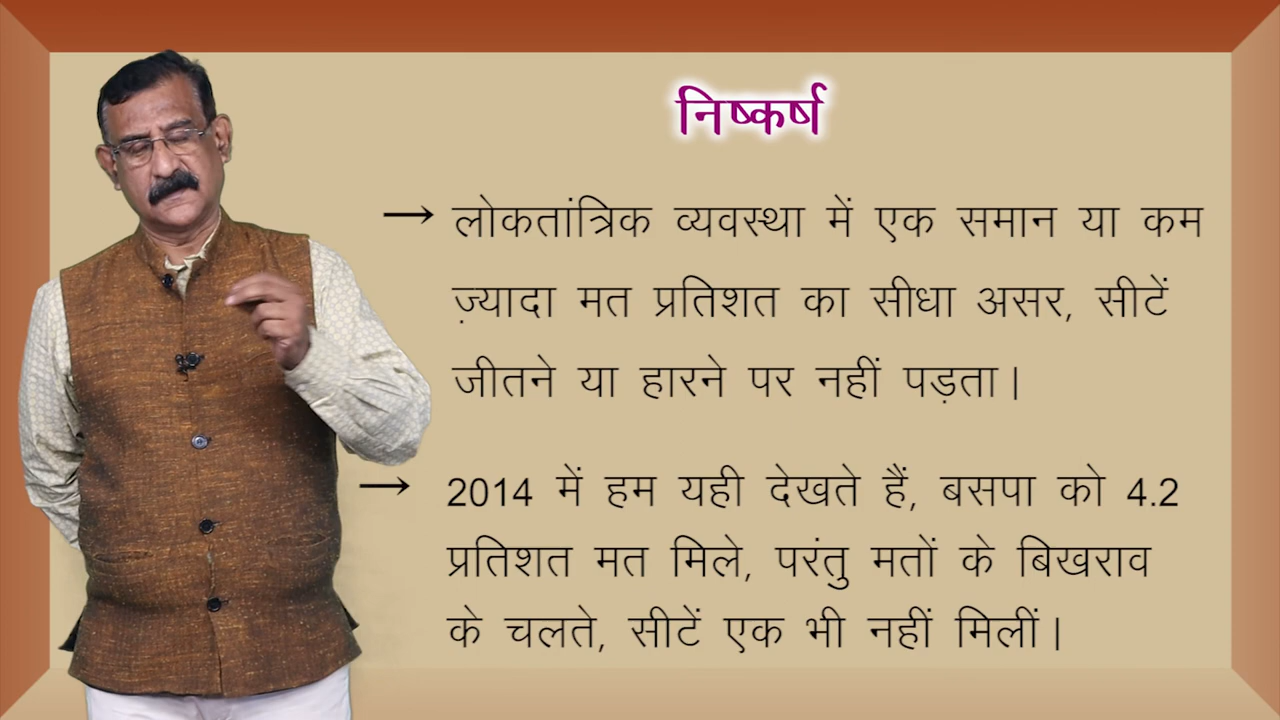 निष्कर्ष
→ लोकतांत्रिक व्यवस्था में एक समान या कम
ज़्यादा मत प्रतिशत का सीधा असर, सीटें
जीतने या हारने पर नहीं पड़ता।
→ 2014 में हम यही देखते हैं, बसपा को 4.2
प्रतिशत मत मिले, परंतु मतों के बिखराव
के चलते, सीटें एक भी नहीं मिलीं।